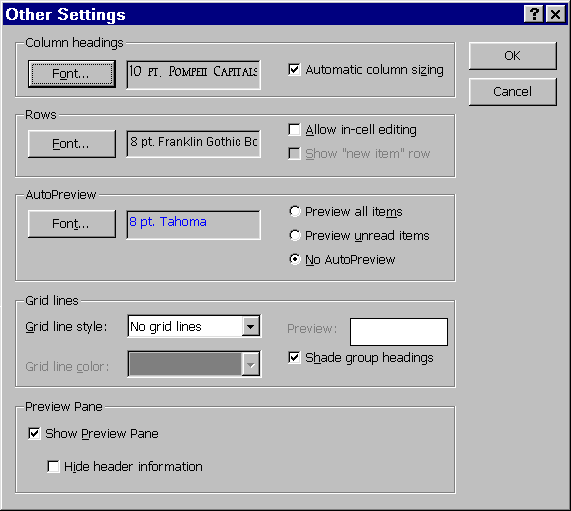 Other Settings
Column headings
Font...
10 PT. POMPEII CAPITALS
Automatic column sizing
OK
Cancel
Rows
Font...
8 pt. Franklin Gothic Bo
Allow in-cell editing
Show "new item" row
AutoPreview
Font...
8 pt. Tahoma
Preview all items
Preview unread items
No AutoPreview
Grid lines
Grid line style:
No grid lines
Preview:
Grid line color:
Shade group headings
Preview Pane
Show Preview Pane
Hide header information